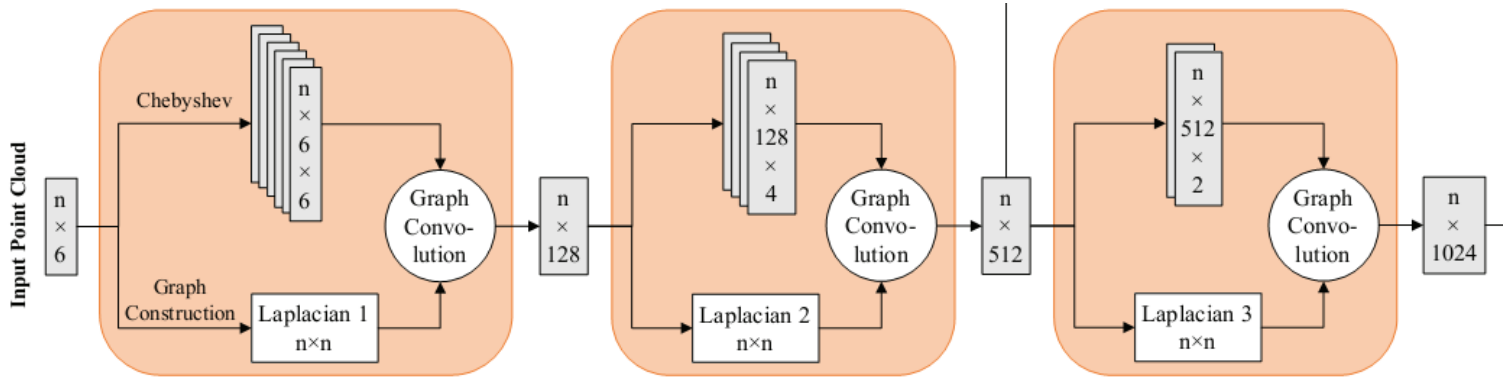 Input Point Cloud
n
×
6
Chebyshev
n
×
6
×
6
Graph
Construction
Laplacian 1
n×n
Graph
Convo-
lution
n
×
128
n
×
128
×
4
Laplacian 2
n×n
Graph
Convo-
lution
n
×
512
n
×
512
×
2
Laplacian 3
n×n
Graph
Convo-
lution
n
×
1024